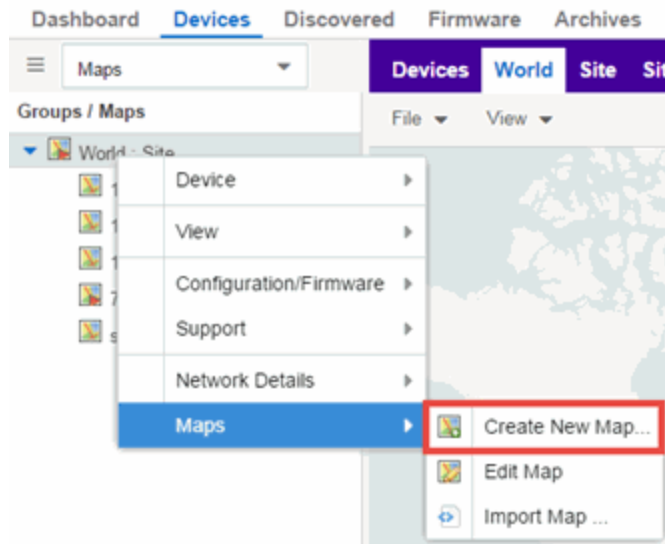 Dashboard Devices Discovered Firmware Archives
Maps
Devices World Site
Groups / Maps
File View
World : Site
Device
View
Configuration/Firmware
Support
Network Details
Maps
Create New Map...
Edit Map
Import Map ...